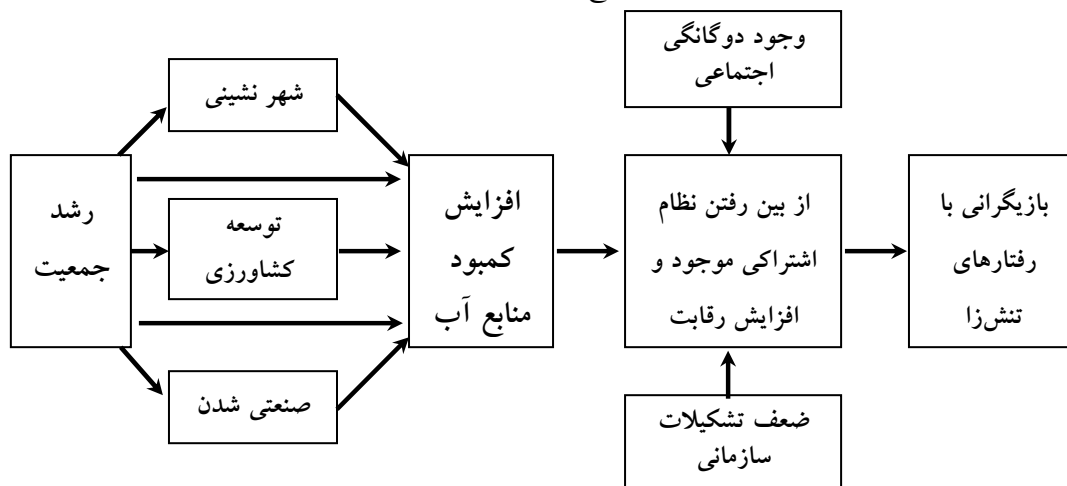 وجود دوگانگی
اجتماعی
شهر نشینی
رشد
جمعیت
توسعه
کشاورزی
صنعتی شدن
افزایش
کمبود
منابع آب
از بین رفتن نظام
اشتراکی موجود و
افزایش رقابت
بازیگرانی با
رفتارهای
تنش‌زا
ضعف تشکیلات
سازمانی